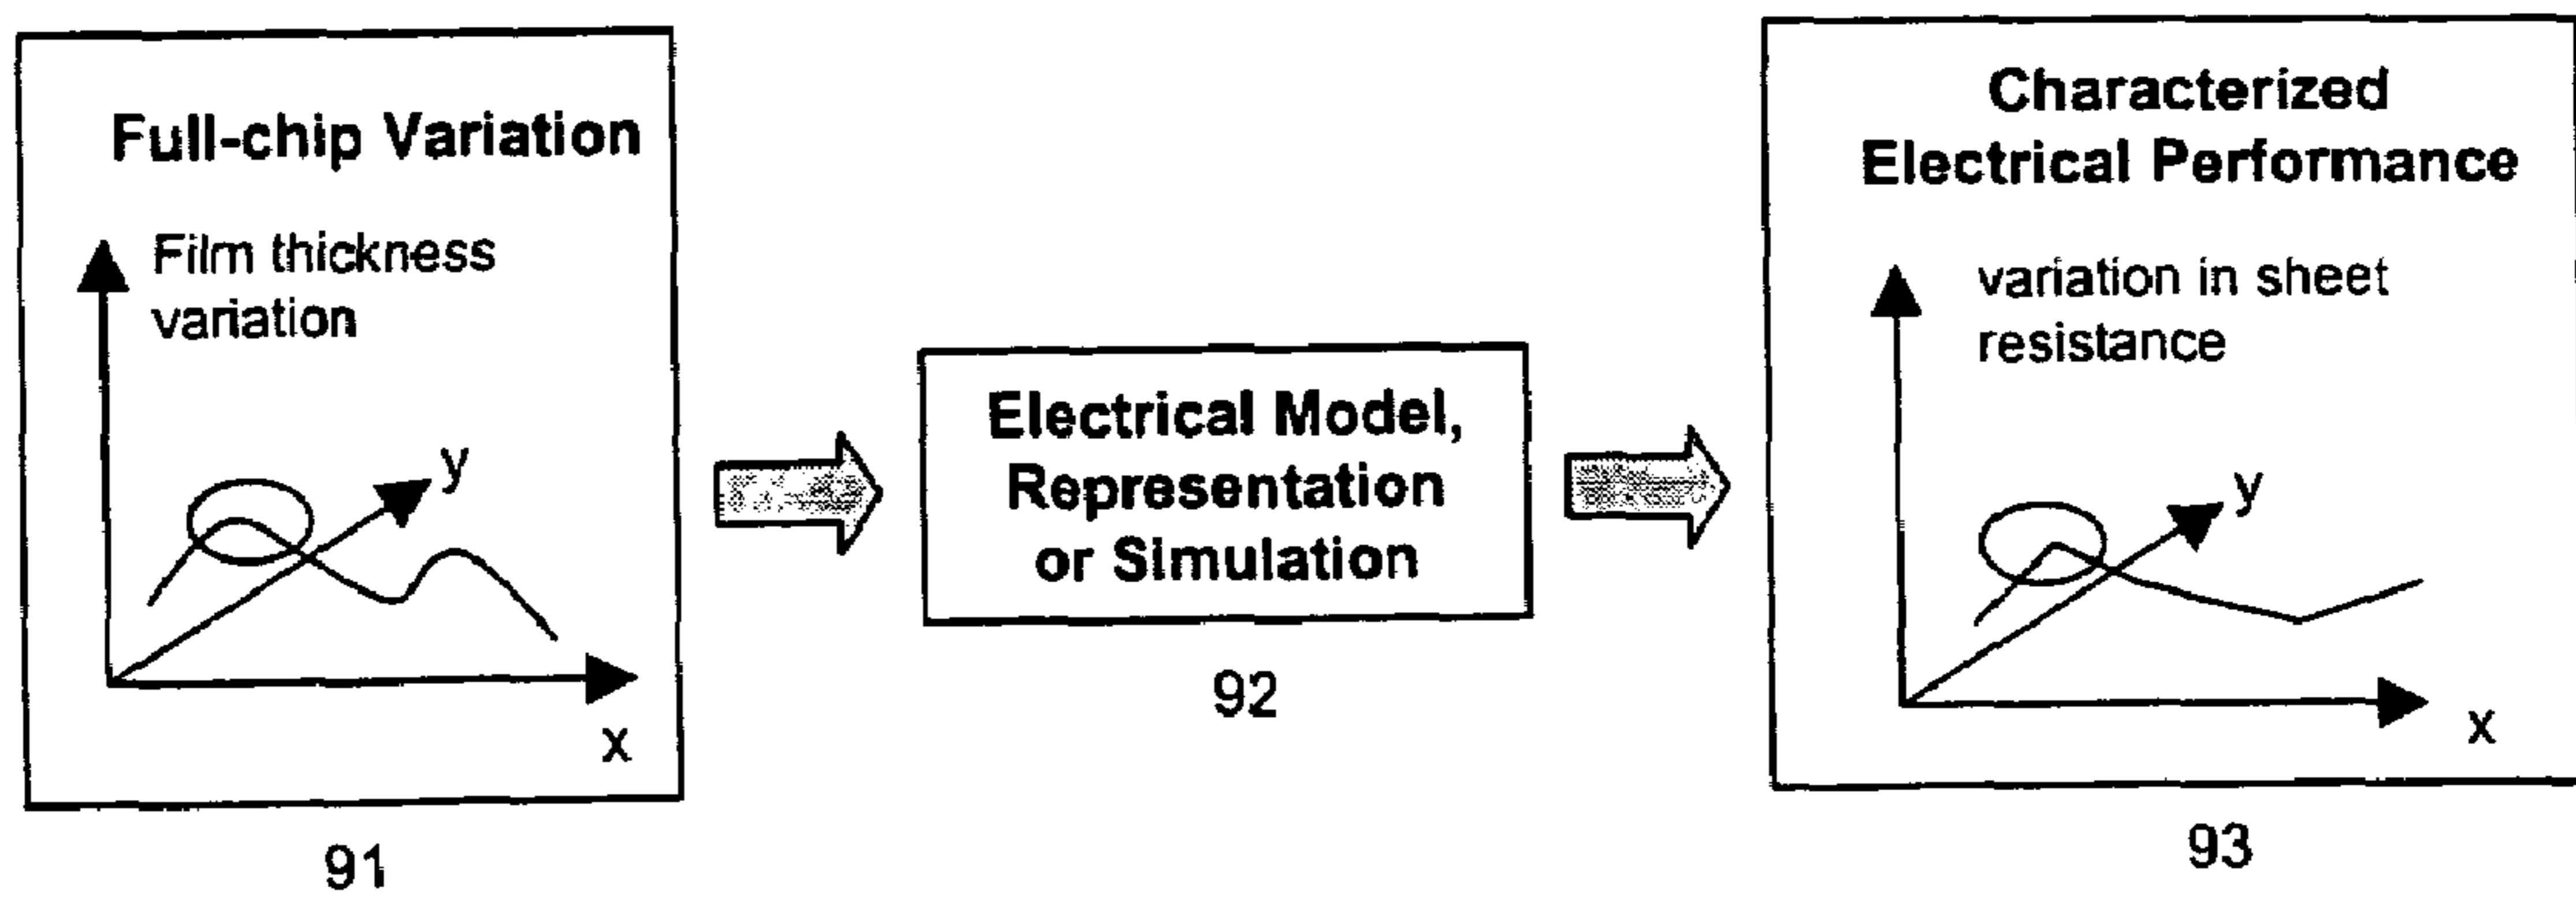 Full-chip Variation
Film thickness
variation
y
x
91
Electrical Model,
Representation
or Simulation
92
Characterized
Electrical Performance
variation in sheet
resistance
y
x
93